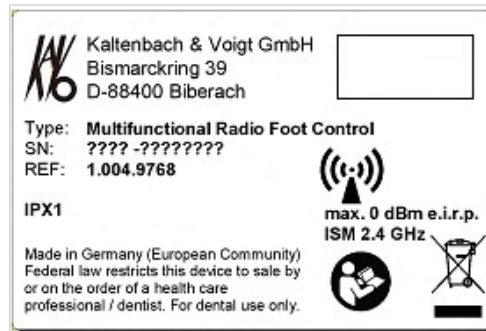 KAVO
Kaltenbach & Voigt GmbH
Bismarckring 39
D-88400 Biberach
Type: Multifunctional Radio Foot Control
SN: ???? -????????
REF: 1.004.9768
IPX1
max. 0 dBm e.i.r.p.
ISM 2.4 GHz
Made in Germany (European Community)
Federal law restricts this device to sale by
or on the order of a health care
professional / dentist. For dental use only.